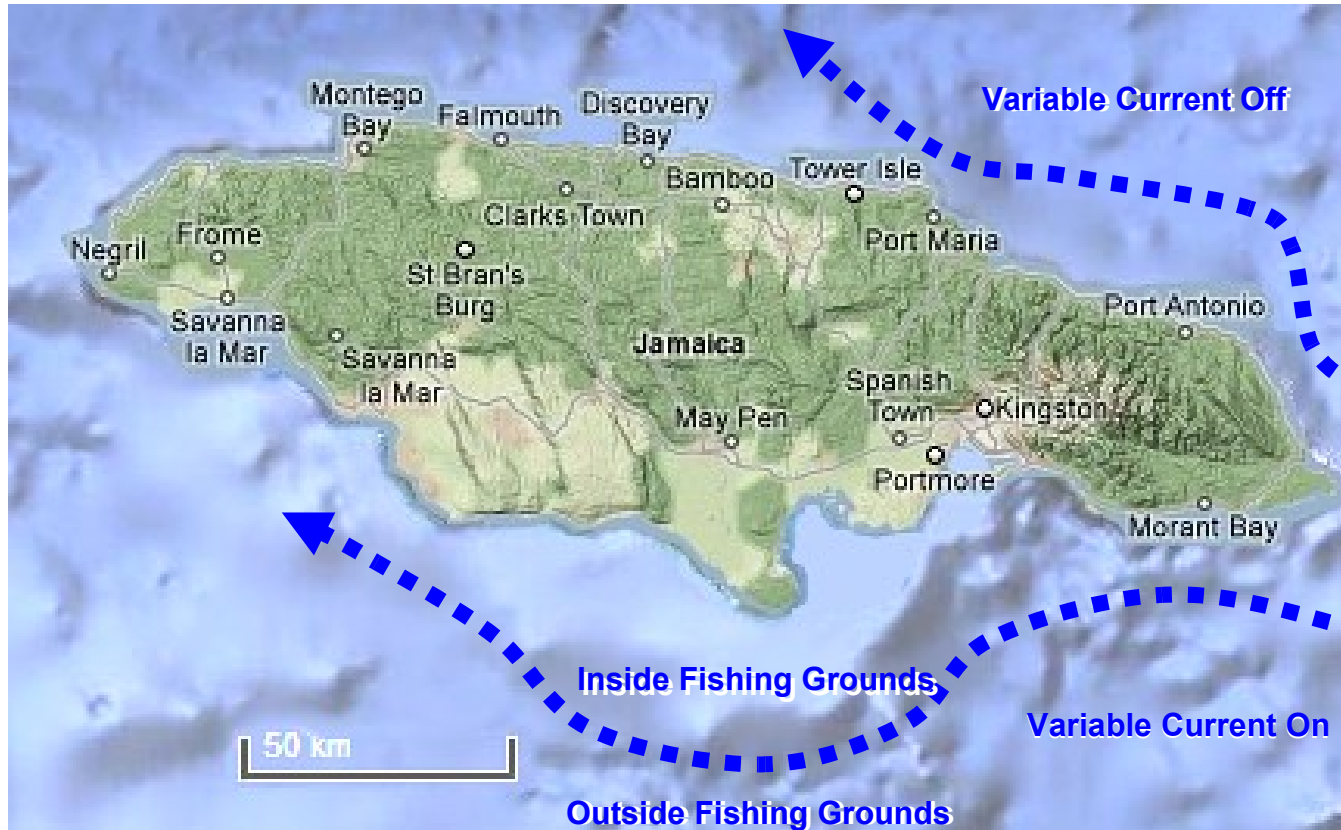 Variable Current Off
Montego
Bay
Falmouth
Discovery
Bay
Bamboo
Tower Isle
Clarks Town
Port Maria
Negril
Frome
St Bran's
Burg
Savanna
la Mar
Savanna
la Mar
Jamaica
Port Antonio
Spanish
Town
Kingston
May Pen
Portmore
Morant Bay
Inside Fishing Grounds
Variable Current On
50 km
Outside Fishing Grounds